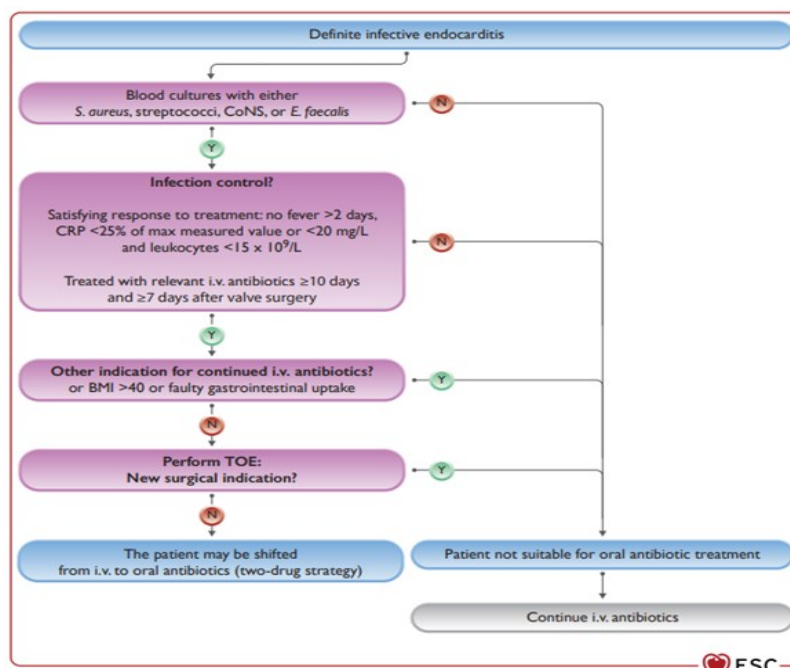 Definite infective endocarditis
Blood cultures with either
S. aureus, streptococci, CoNS, or E. faecalis
N
Y
Infection control?
Satisfying response to treatment: no fever >2 days,
CRP <25% of max measured value or <20 mg/L
and leukocytes <15 x 10⁹/L
Treated with relevant i.v. antibiotics ≥10 days
and ≥7 days after valve surgery
N
Y
Other indication for continued i.v. antibiotics?
or BMI >40 or faulty gastrointestinal uptake
Y
N
Perform TOE:
New surgical indication?
Y
N
The patient may be shifted
from i.v. to oral antibiotics (two-drug strategy)
Patient not suitable for oral antibiotic treatment
Continue i.v. antibiotics
ESC